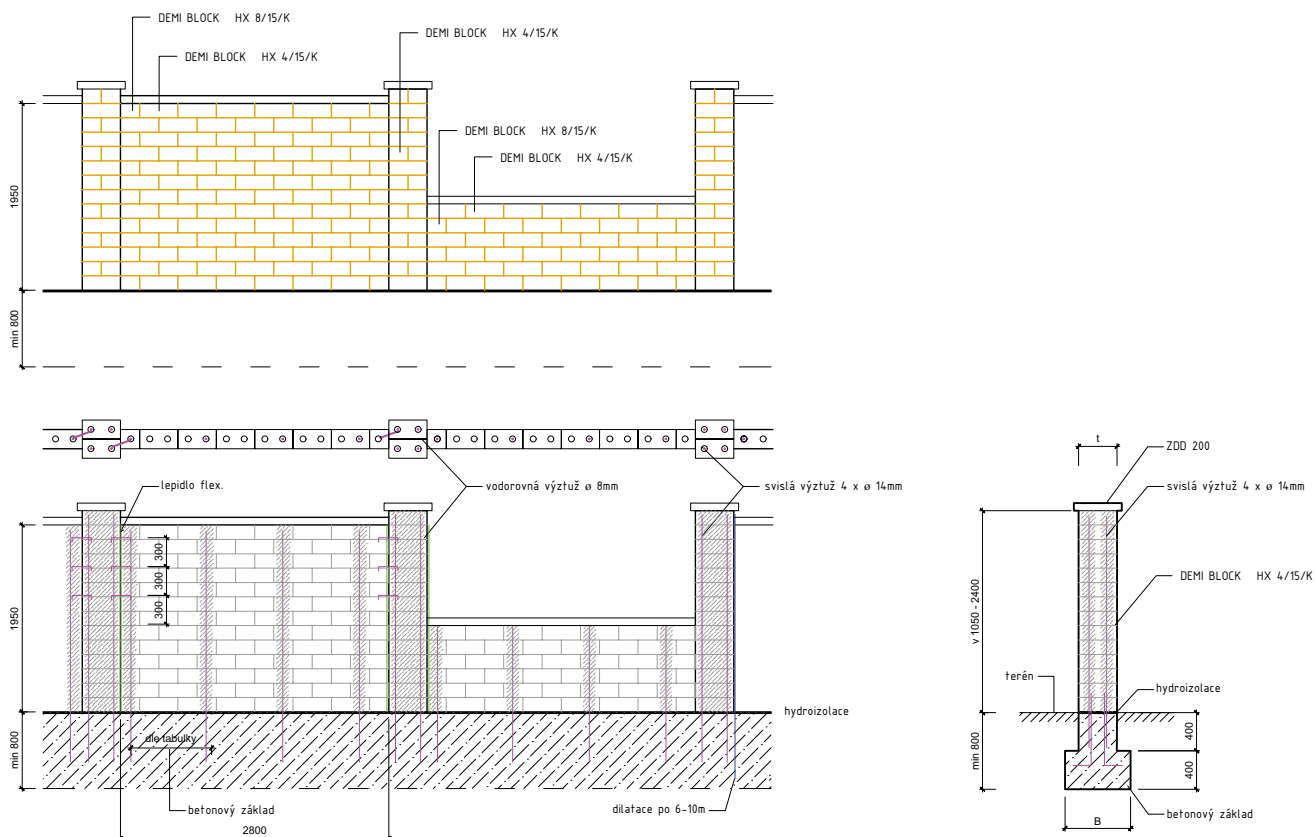 DEMI BLOCK HX 8/15/K
DEMI BLOCK HX 4/15/K
DEMI BLOCK HX 4/15/K
DEMI BLOCK HX 8/15/K
DEMI BLOCK HX 4/15/K
1950
min 800
lepidlo flex.
vodorovná výztuž ø 8mm
svislá výztuž 4 x ø 14mm
300
300
300
1950
min 800
hydroizolace
dle tabulky
betonový základ
dilatace po 6-10m
2800
t
ZDD 200
svislá výztuž 4 x ø 14mm
DEMI BLOCK HX 4/15/K
v 1050 - 2400
terén
hydroizolace
min 800
400
400
betonový základ
B